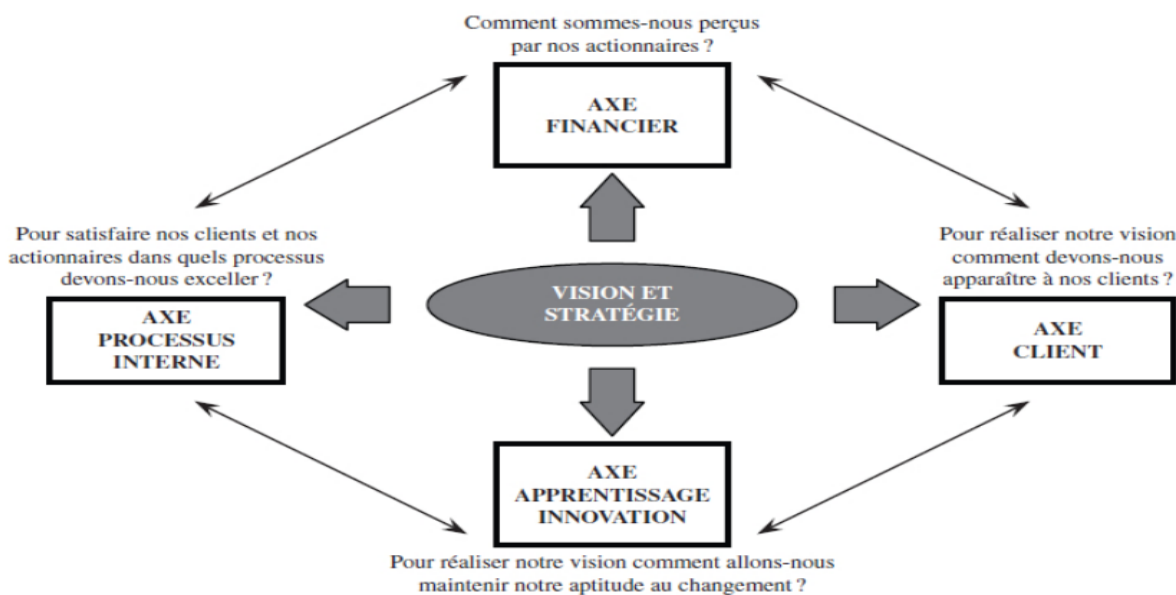 Comment sommes-nous perçus
par nos actionnaires ?
AXE
FINANCIER
Pour satisfaire nos clients et nos
actionnaires dans quels processus
devons-nous exceller ?
AXE
PROCESSUS
INTERNE
VISION ET
STRATÉGIE
Pour réaliser notre vision
comment devons-nous
apparaître à nos clients ?
AXE
CLIENT
AXE
APPRENTISSAGE
INNOVATION
Pour réaliser notre vision comment allons-nous
maintenir notre aptitude au changement ?